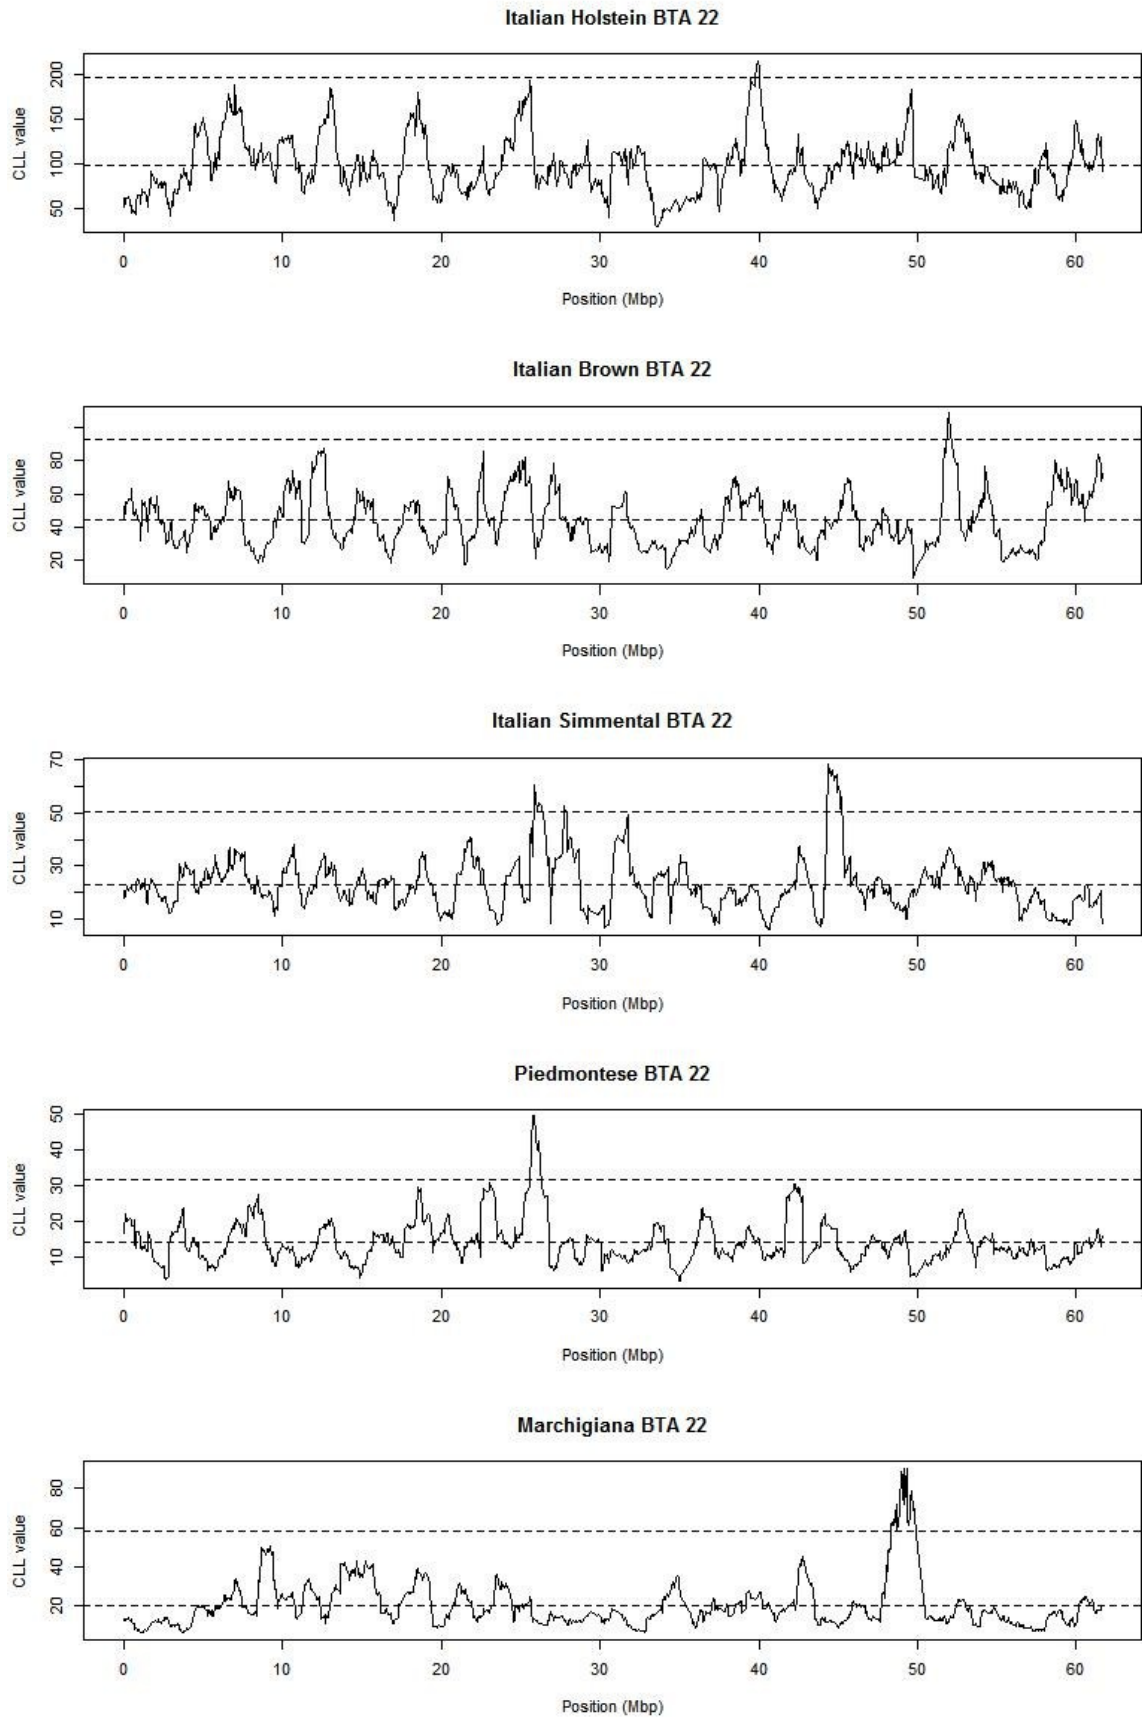 Italian Holstein BTA 22
CLL value
200
150
100
50
0 10 20 30 40 50 60
Position (Mbp)
Italian Brown BTA 22
CLL value
80
60
40
20
0 10 20 30 40 50 60
Position (Mbp)
Italian Simmental BTA 22
CLL value
70
50
30
10
0 10 20 30 40 50 60
Position (Mbp)
Piedmontese BTA 22
CLL value
50
40
30
20
10
0 10 20 30 40 50 60
Position (Mbp)
Marchigiana BTA 22
CLL value
80
60
40
20
0 10 20 30 40 50 60
Position (Mbp)